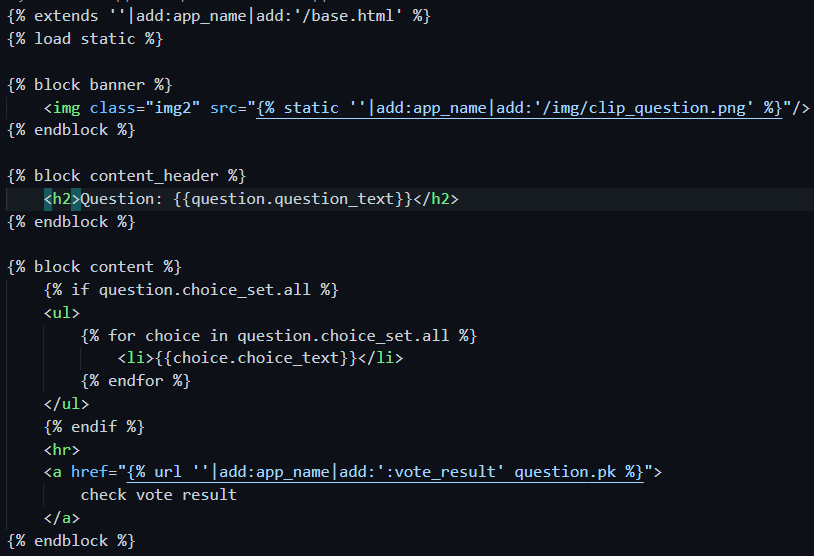 {% extends ''|add:app_name|add:'/base.html' %}
{% load static %}
{% block banner %}
<img class="img2" src="{% static ''|add:app_name|add:'/img/clip_question.png' %}"/>
{% endblock %}
{% block content_header %}
<h2>Question: {{question.question_text}}</h2>
{% endblock %}
{% block content %}
{% if question.choice_set.all %}
<ul>
{% for choice in question.choice_set.all %}
<li>{{choice.choice_text}}</li>
{% endfor %}
</ul>
{% endif %}
<hr>
<a href="{% url ''|add:app_name|add:':vote_result' question.pk %}">
check vote result
</a>
{% endblock %}